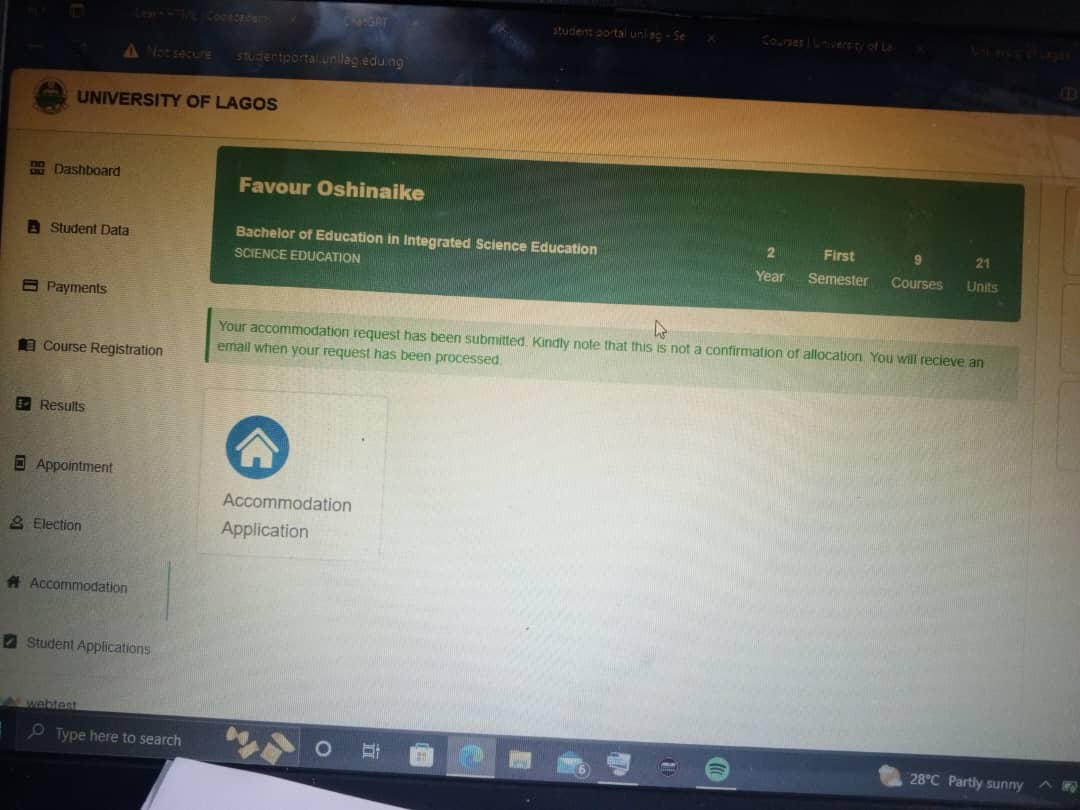 Learn HTML | Codecademy
ChatGPT
student portal unilag - Se
Courses | University of La
Not secure
studentportal.unilag.edu.ng
UNIVERSITY OF LAGOS
Dashboard
Student Data
Payments
Course Registration
Results
Appointment
Election
Accommodation
Student Applications
webtest
Favour Oshinaike
Bachelor of Education in Integrated Science Education
SCIENCE EDUCATION
2 First 9 21
Year Semester Courses Units
Your accommodation request has been submitted. Kindly note that this is not a confirmation of allocation. You will recieve an
email when your request has been processed.
Accommodation
Application
Type here to search
6
28°C Partly sunny